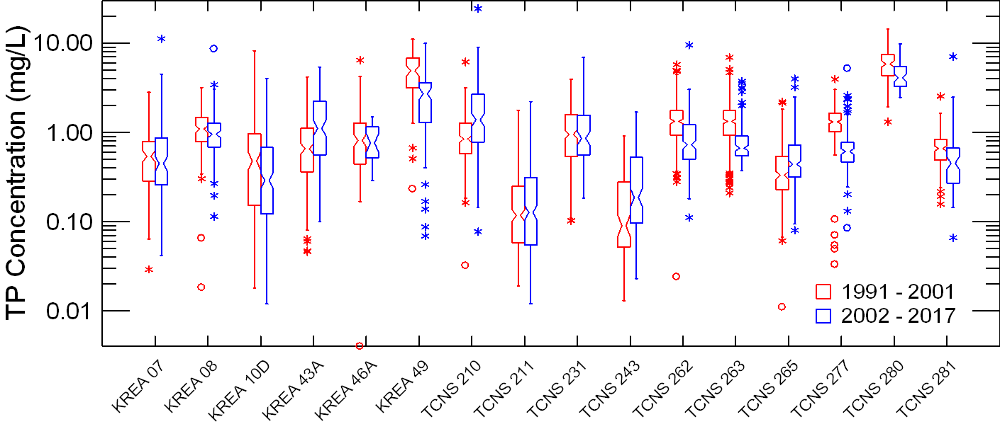 TP Concentration (mg/L)
10.00
1.00
0.10
0.01
1991 - 2001
2002 - 2017
KREA 07
KREA 08
KREA 10D
KREA 43A
KREA 46A
KREA 49
TCNS 210
TCNS 211
TCNS 231
TCNS 243
TCNS 262
TCNS 263
TCNS 265
TCNS 277
TCNS 280
TCNS 281